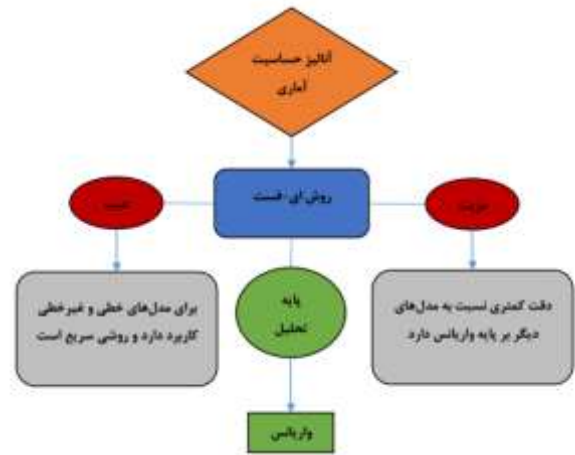 آنالیز حساسیت
آماری
روش ای-فست
مزیت
عیب
پایه
تحلیل
دقت کمتری نسبت به مدل‌های
دیگر بر پایه واریانس دارد
برای مدل‌های خطی و غیرخطی
کاربرد دارد و روشی سریع است
واریانس